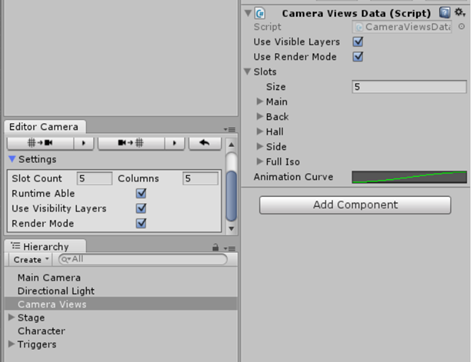 Camera Views Data (Script)
Script CameraViewsData
Use Visible Layers
Use Render Mode
Slots
Size 5
Main
Back
Hall
Side
Full Iso
Animation Curve
Add Component
Editor Camera
Settings
Slot Count 5 Columns 5
Runtime Able
Use Visibility Layers
Render Mode
Hierarchy
Create All
Main Camera
Directional Light
Camera Views
Stage
Character
Triggers